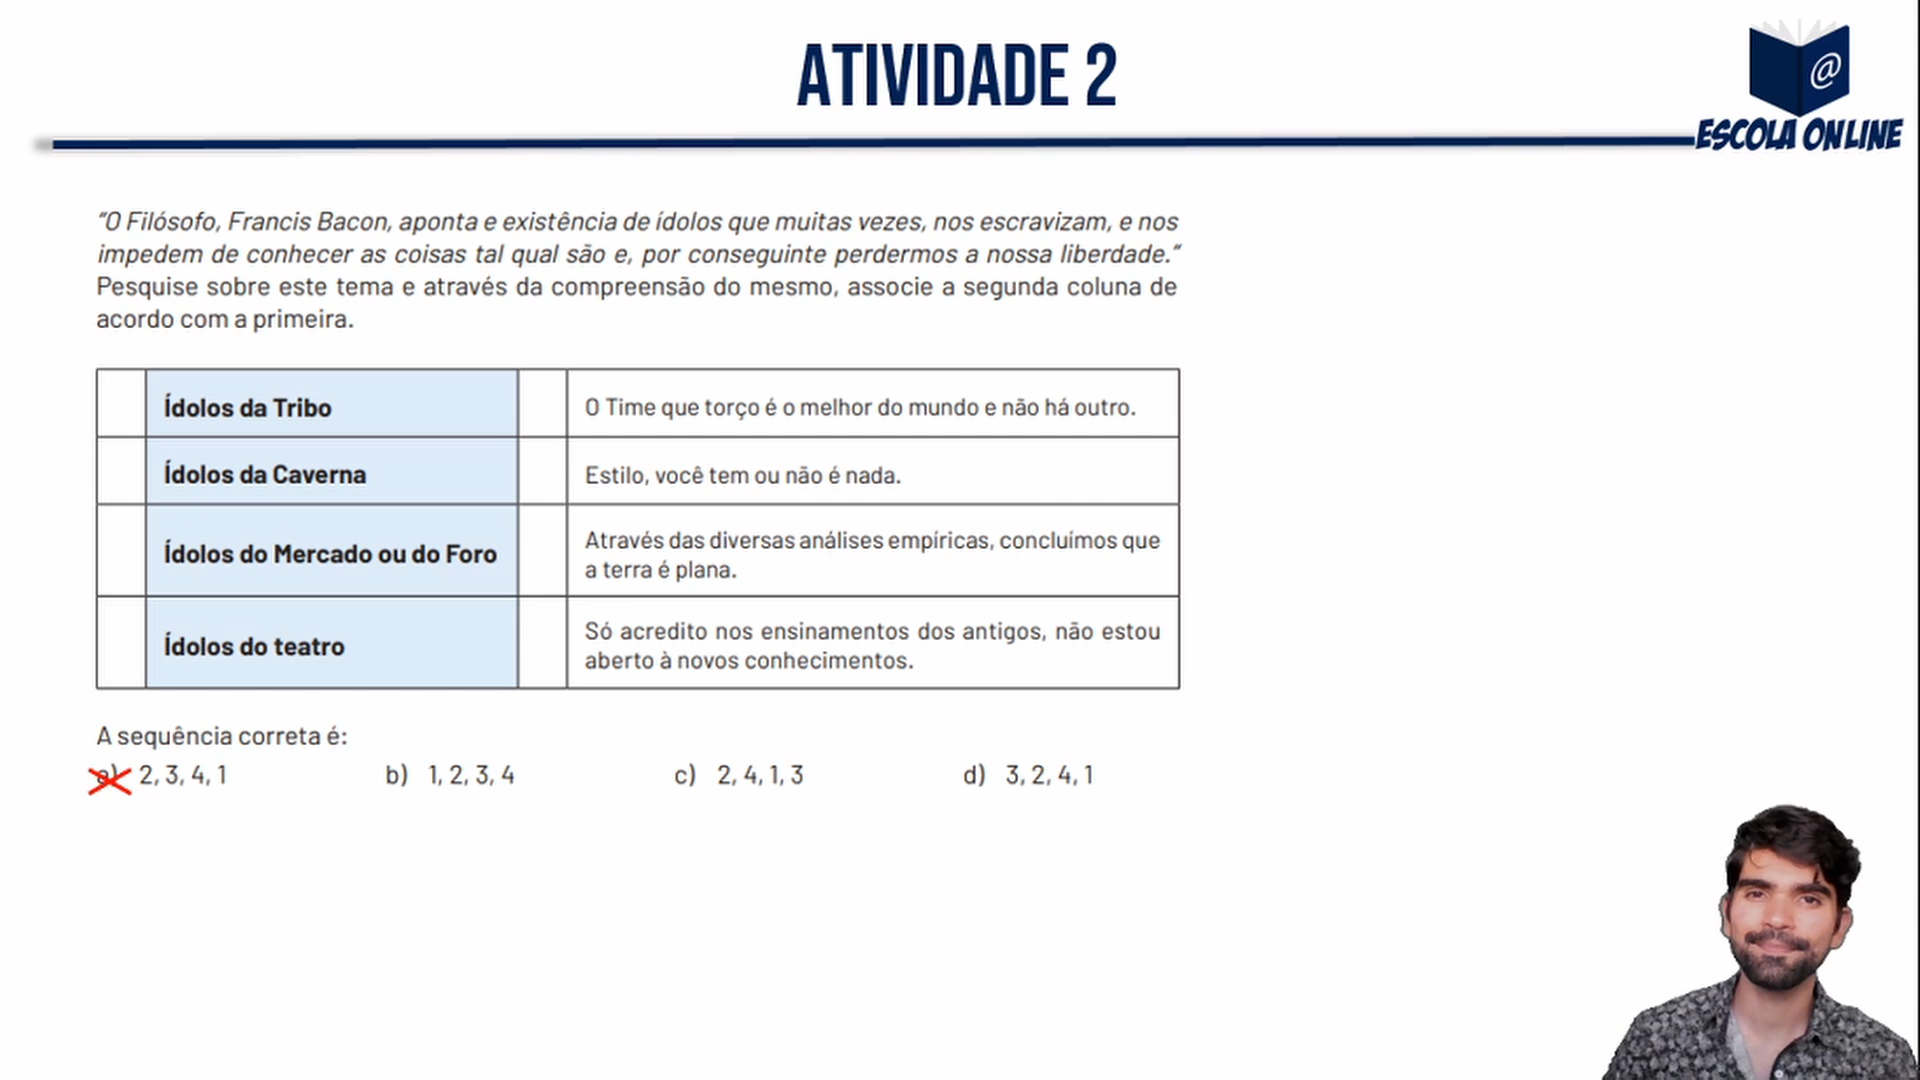 ATIVIDADE 2
@
ESCOLA ONLINE
“O Filósofo, Francis Bacon, aponta e existência de ídolos que muitas vezes, nos escravizam, e nos
impedem de conhecer as coisas tal qual são e, por conseguinte perdermos a nossa liberdade.”
Pesquise sobre este tema e através da compreensão do mesmo, associe a segunda coluna de
acordo com a primeira.
Ídolos da Tribo
O Time que torço é o melhor do mundo e não há outro.
Ídolos da Caverna
Estilo, você tem ou não é nada.
Ídolos do Mercado ou do Foro
Através das diversas análises empíricas, concluímos que
a terra é plana.
Ídolos do teatro
Só acredito nos ensinamentos dos antigos, não estou
aberto à novos conhecimentos.
A sequência correta é:
a) 2, 3, 4, 1
b) 1, 2, 3, 4
c) 2, 4, 1, 3
d) 3, 2, 4, 1